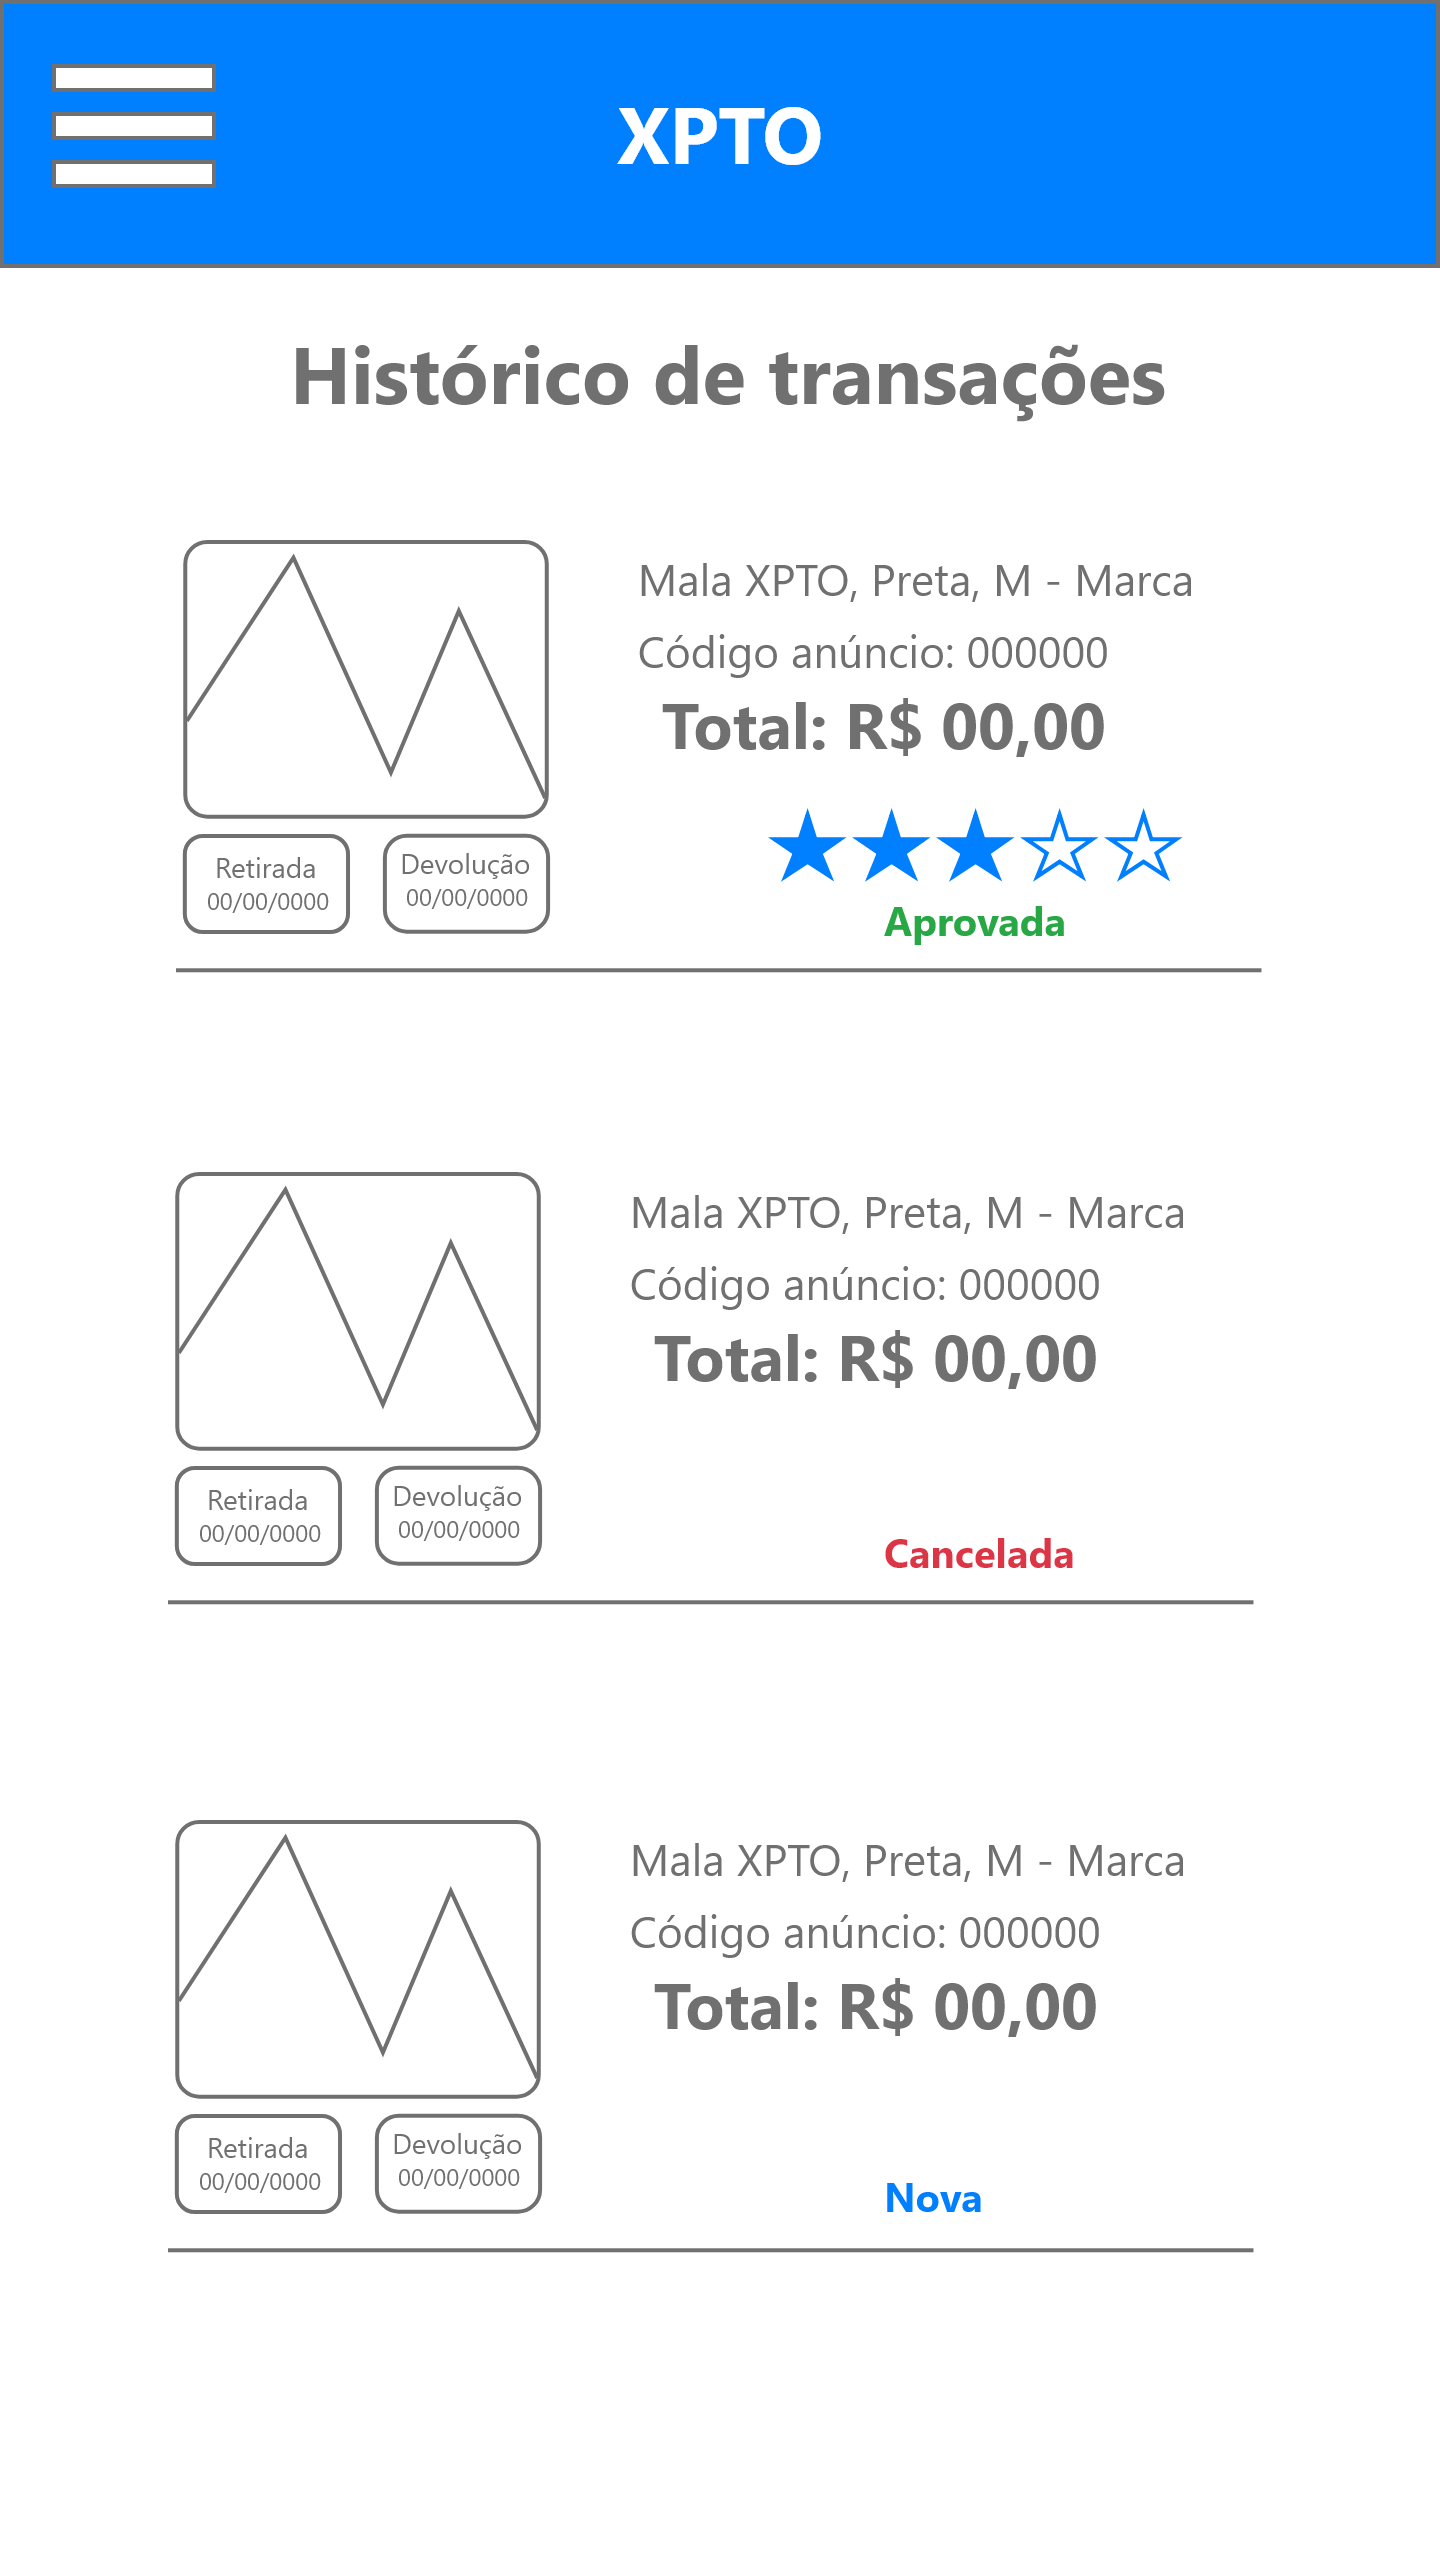 XPTO
Histórico de transações
Mala XPTO, Preta, M - Marca
Código anúncio: 000000
Total: R$ 00,00
Retirada
00/00/0000
Devolução
00/00/0000
Aprovada
Mala XPTO, Preta, M - Marca
Código anúncio: 000000
Total: R$ 00,00
Retirada
00/00/0000
Devolução
00/00/0000
Cancelada
Mala XPTO, Preta, M - Marca
Código anúncio: 000000
Total: R$ 00,00
Retirada
00/00/0000
Devolução
00/00/0000
Nova